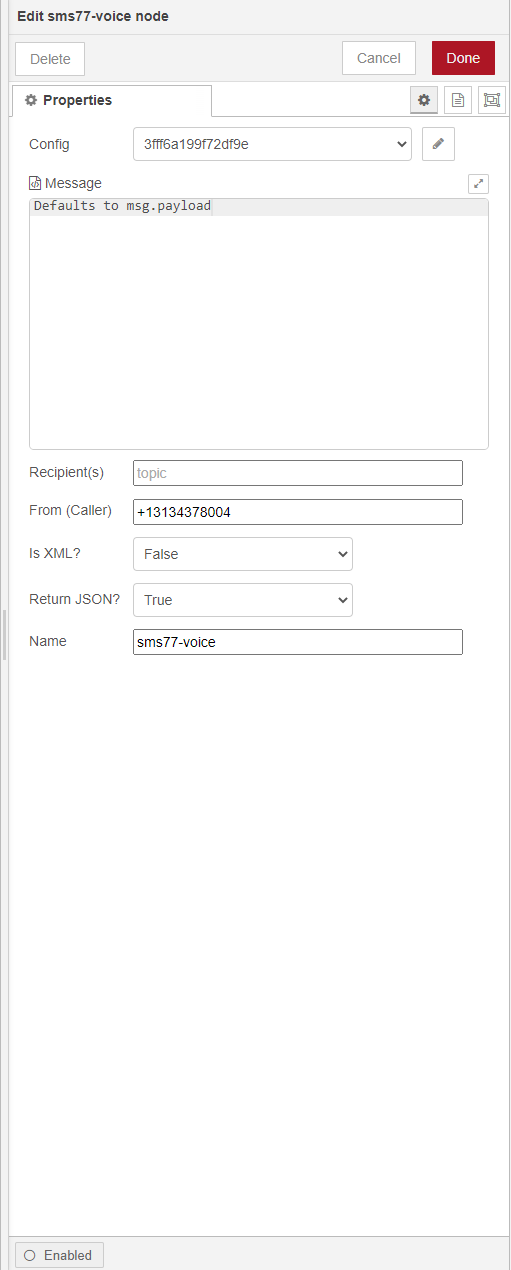 Edit sms77-voice node
Delete
Cancel
Done
Properties
Config
3fff6a199f72df9e
Message
Defaults to msg.payload
Recipient(s)
topic
From (Caller)
+13134378004
Is XML?
False
Return JSON?
True
Name
sms77-voice
Enabled